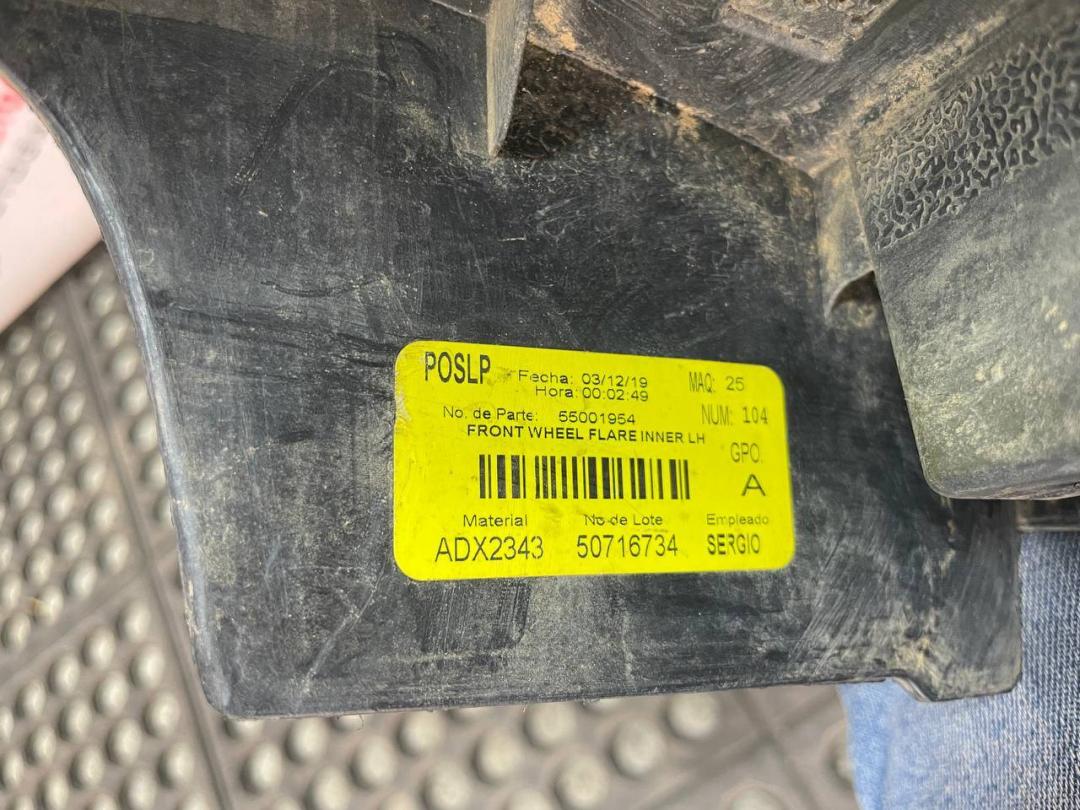 POSLP Fecha: 03/12/19 MAQ: 25
Hora: 00:02:49
No. de Parte: 55001954 NUM: 104
FRONT WHEEL FLARE INNER LH
GPO.
A
Material No de Lote Empleado
ADX2343 50716734 SERGIO